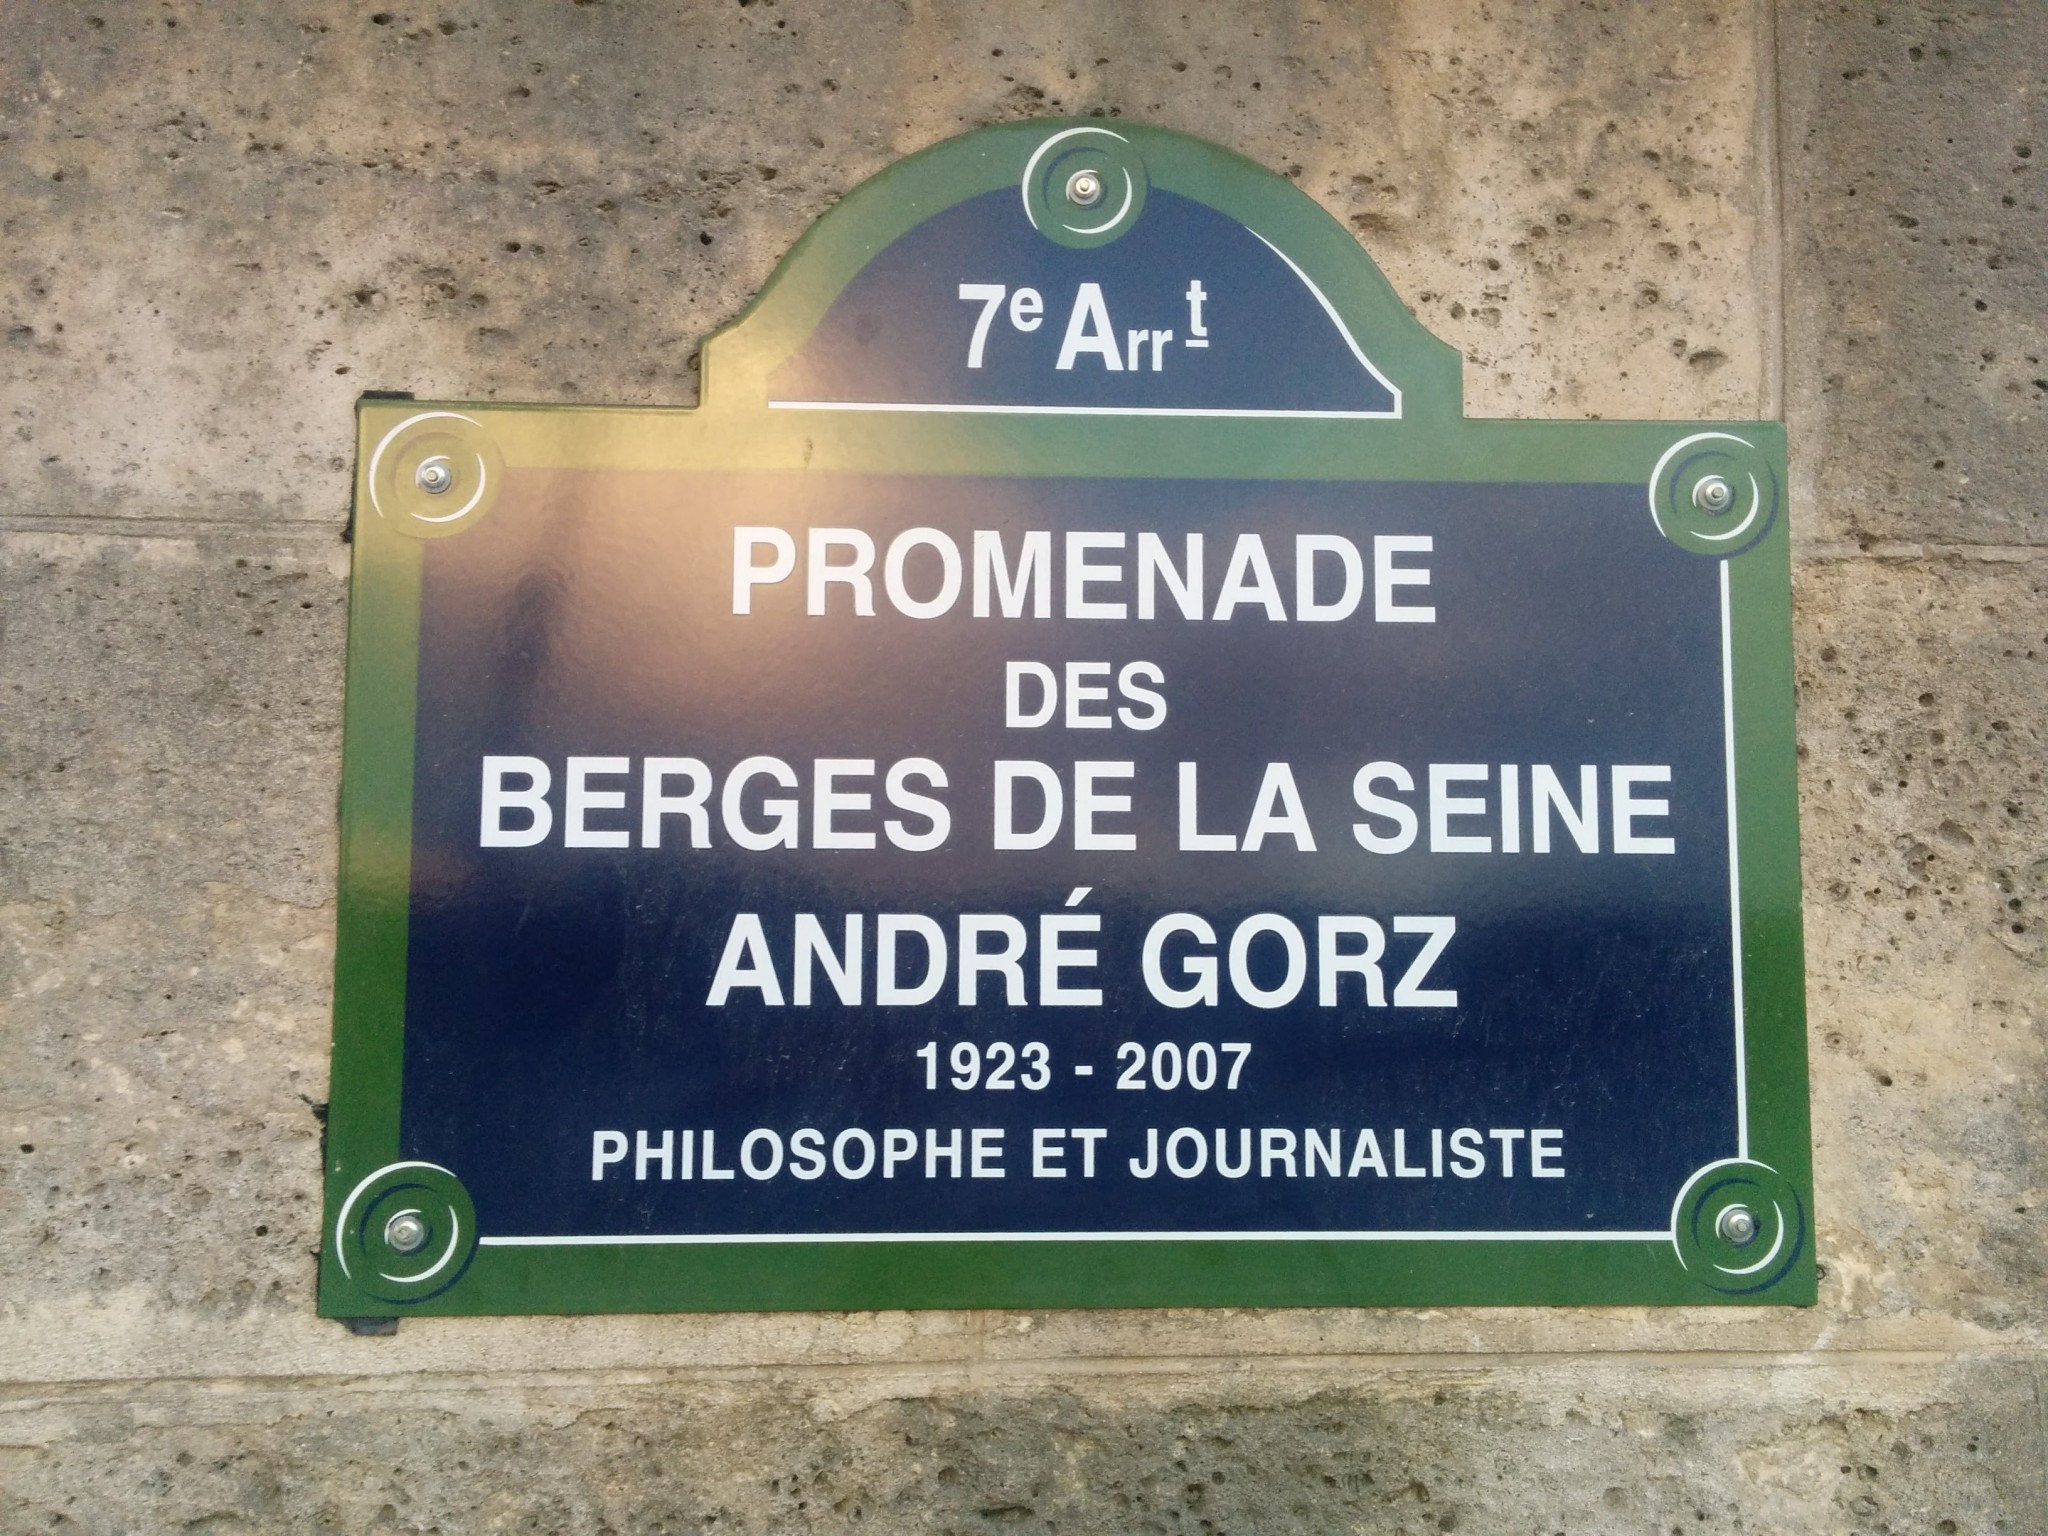 7e Arrt
PROMENADE
DES
BERGES DE LA SEINE
ANDRÉ GORZ
1923 - 2007
PHILOSOPHE ET JOURNALISTE